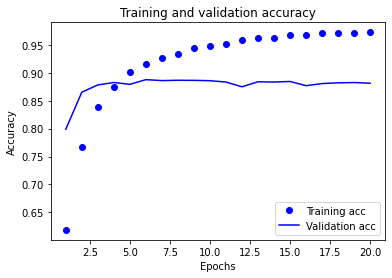 Training and validation accuracy
Accuracy
0.95
0.90
0.85
0.80
0.75
0.70
0.65
Training acc
Validation acc
2.5 5.0 7.5 10.0 12.5 15.0 17.5 20.0
Epochs